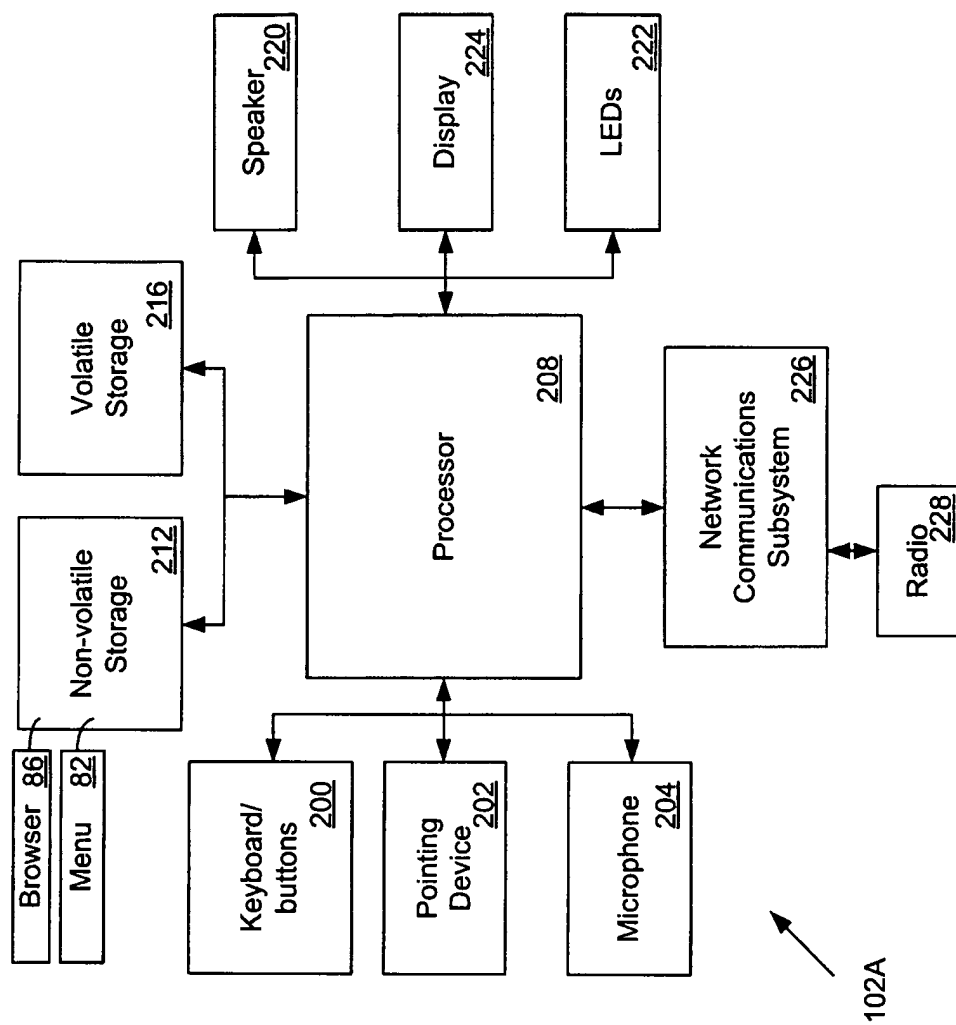 Browser 86
Menu 82
Non-volatile
Storage
212
Volatile
Storage
216
Keyboard/
buttons
200
Pointing
Device
202
Microphone
204
Processor
208
Speaker
220
Display
224
LEDs
222
Network
Communications
Subsystem
226
Radio
228
102A